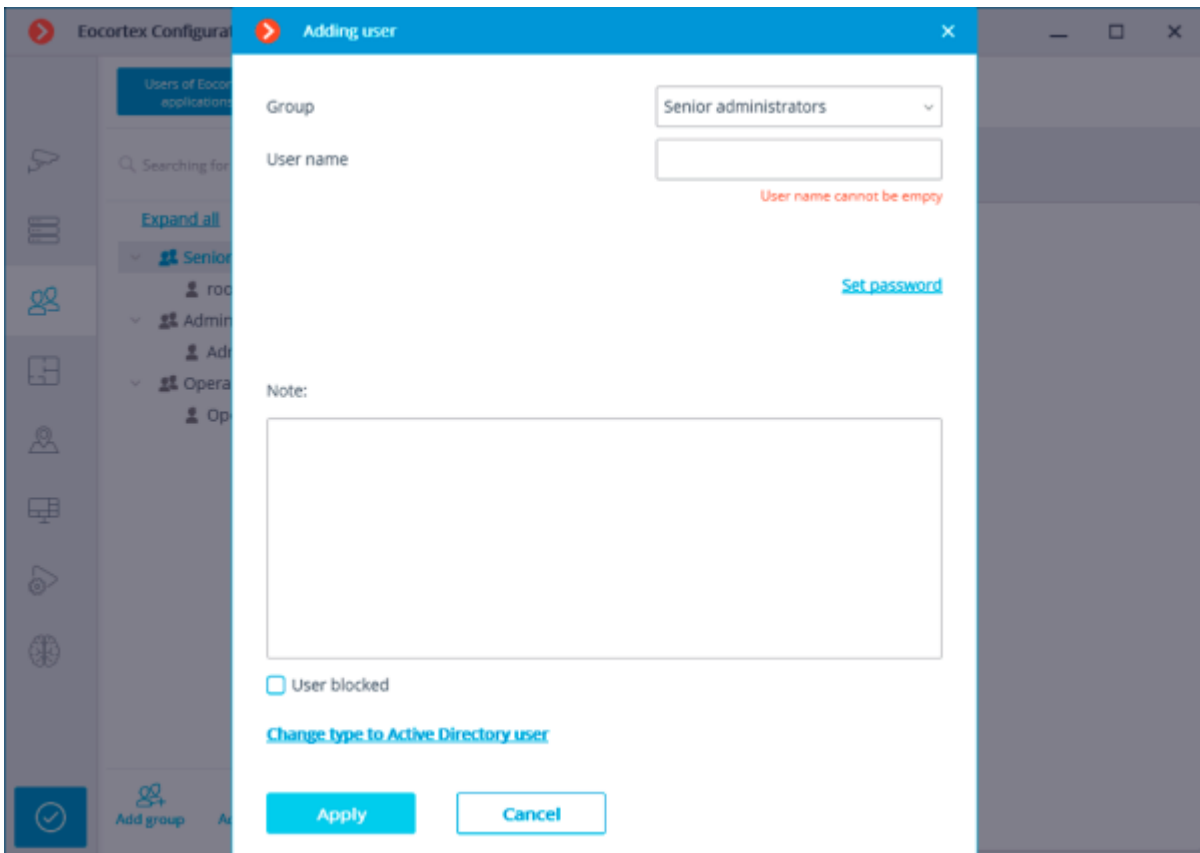 Eocortex Configurat
Adding user
Users of Eocor
applications
Group
Senior administrators
User name
Searching for
User name cannot be empty
Expand all
Senior
roo
Set password
Admin
Adr
Opera
Note:
Op
User blocked
Change type to Active Directory user
Apply
Cancel
Add group